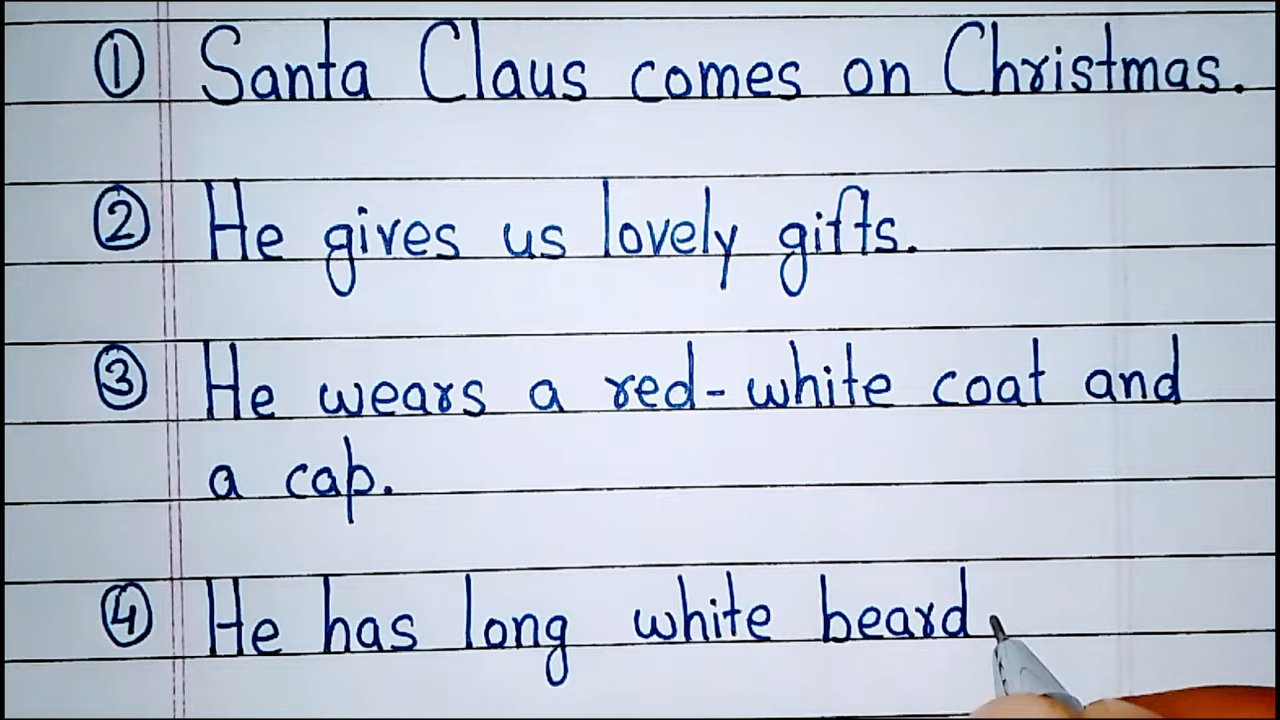 ① Santa Claus comes on Christmas.
② He gives us lovely gifts.
③ He wears a red-white coat and
a cap.
④ He has long white beard